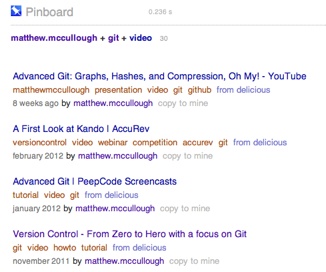 Pinboard 0.236 s
matthew.mccullough + git + video 30
Advanced Git: Graphs, Hashes, and Compression, Oh My! - YouTube
matthewmccullough presentation video git github from delicious
8 weeks ago by matthew.mccullough copy to mine
A First Look at Kando | AccuRev
versioncontrol video webinar competition accurev git from delicious
february 2012 by matthew.mccullough copy to mine
Advanced Git | PeepCode Screencasts
tutorial video git from delicious
january 2012 by matthew.mccullough copy to mine
Version Control - From Zero to Hero with a focus on Git
git video howto tutorial from delicious
november 2011 by matthew.mccullough copy to mine